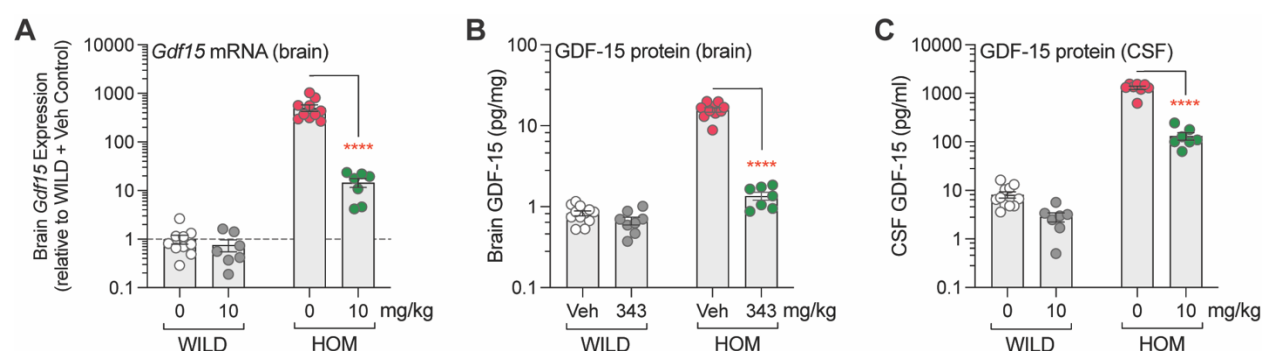 A
Gdf15 mRNA (brain)
Brain Gdf15 Expression
(relative to WILD + Veh Control)
10000
1000
100
10
1
0.1
****
0 10 0 10 mg/kg
WILD HOM
B
GDF-15 protein (brain)
Brain GDF-15 (pg/mg)
100
10
1
0.1
****
Veh 343 Veh 343 mg/kg
WILD HOM
C
GDF-15 protein (CSF)
CSF GDF-15 (pg/ml)
10000
1000
100
10
1
0.1
****
0 10 0 10 mg/kg
WILD HOM